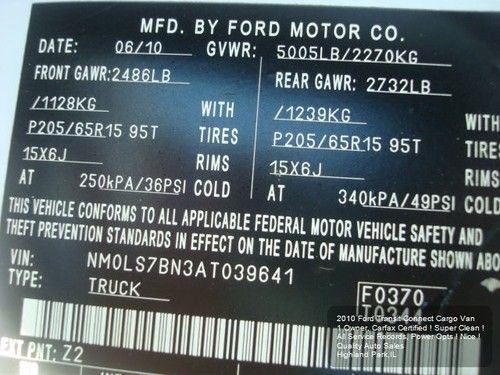 MFD. BY FORD MOTOR CO.
DATE: 06/10 GVWR: 5005LB/2270KG
FRONT GAWR: 2486LB REAR GAWR: 2732LB
/1128KG WITH /1239KG WITH
P205/65R15 95T TIRES P205/65R15 95T TIRES
15X6J RIMS 15X6J RIMS
AT 250kPA/36PSI COLD AT 340kPA/49PSI COLD
THIS VEHICLE CONFORMS TO ALL APPLICABLE FEDERAL MOTOR VEHICLE SAFETY AND
THEFT PREVENTION STANDARDS IN EFFECT ON THE DATE OF MANUFACTURE SHOWN ABOVE
VIN: NM0LS7BN3AT039641
TYPE: TRUCK F0370
EXT PNT: Z2
2010 Ford Transit Connect Cargo Van
1 Owner, Carfax Certified ! Super Clean !
All Service Records, Power Opts ! Nice !
Quality Auto Sales
Highland Park,IL